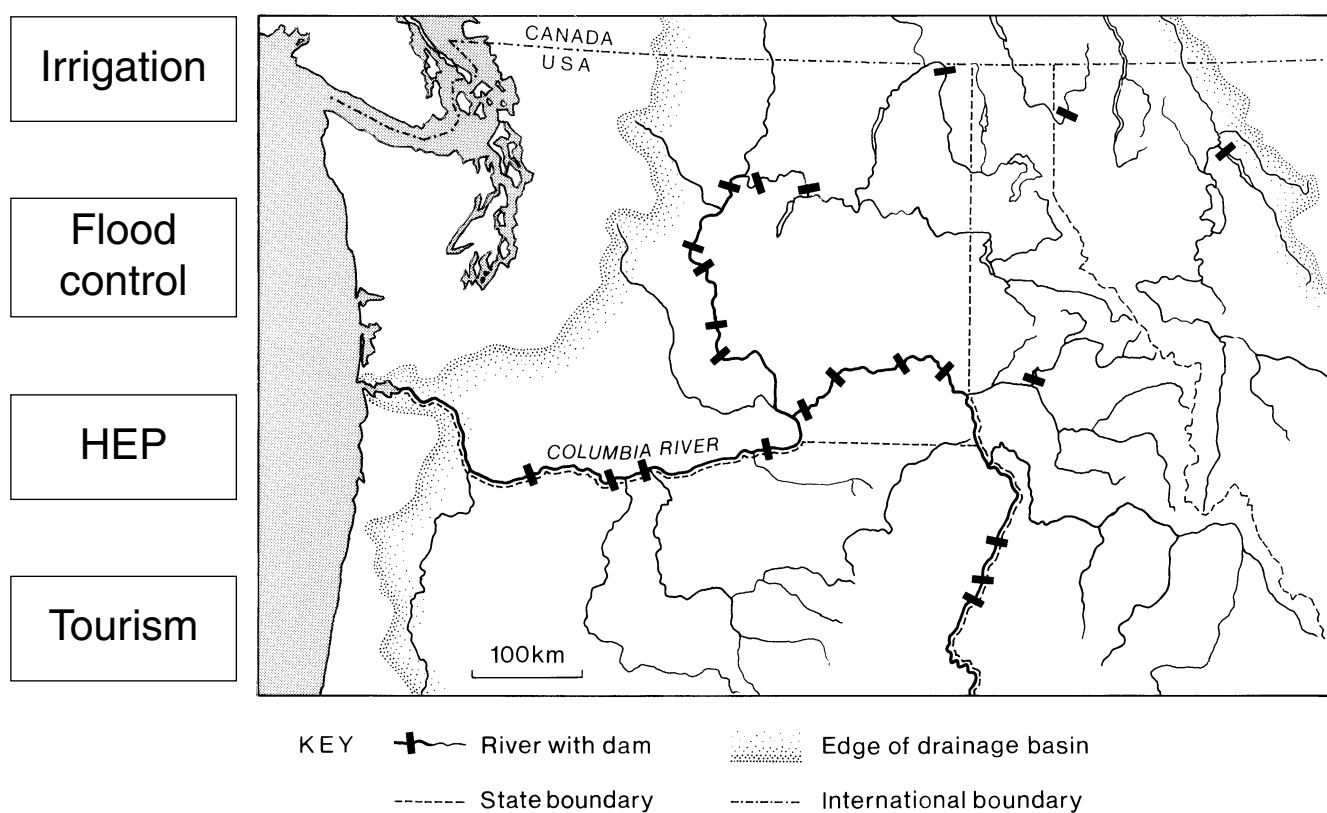 Irrigation
Flood
control
HEP
Tourism
CANADA
USA
COLUMBIA RIVER
100km
KEY
River with dam
Edge of drainage basin
State boundary
International boundary